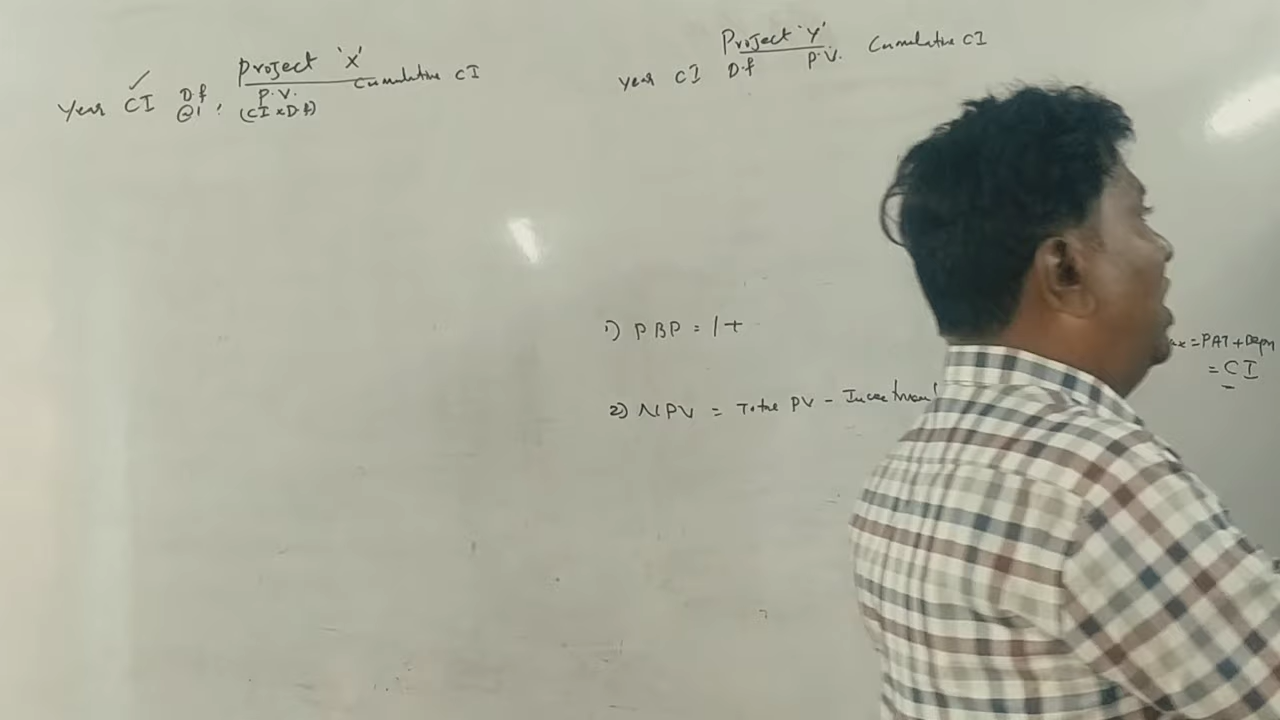 Project 'X'
Year CI D.f P.V. Cumulative CI
@1 (CI x D.f)
Project 'Y'
Year CI D.f P.V. Cumulative CI
1) PBP = 1 +
2) NPV = Total PV - Investment
= PAT + Depn
= CI